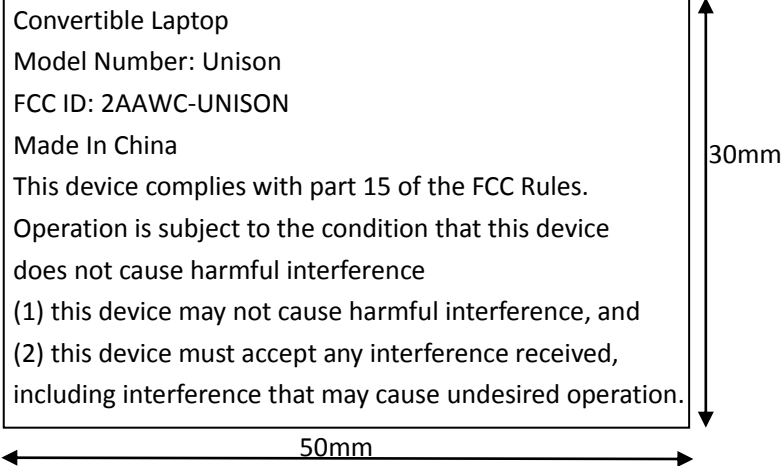 Convertible Laptop
Model Number: Unison
FCC ID: 2AAWC-UNISON
Made In China
This device complies with part 15 of the FCC Rules.
Operation is subject to the condition that this device
does not cause harmful interference
(1) this device may not cause harmful interference, and
(2) this device must accept any interference received,
including interference that may cause undesired operation.
30mm
50mm